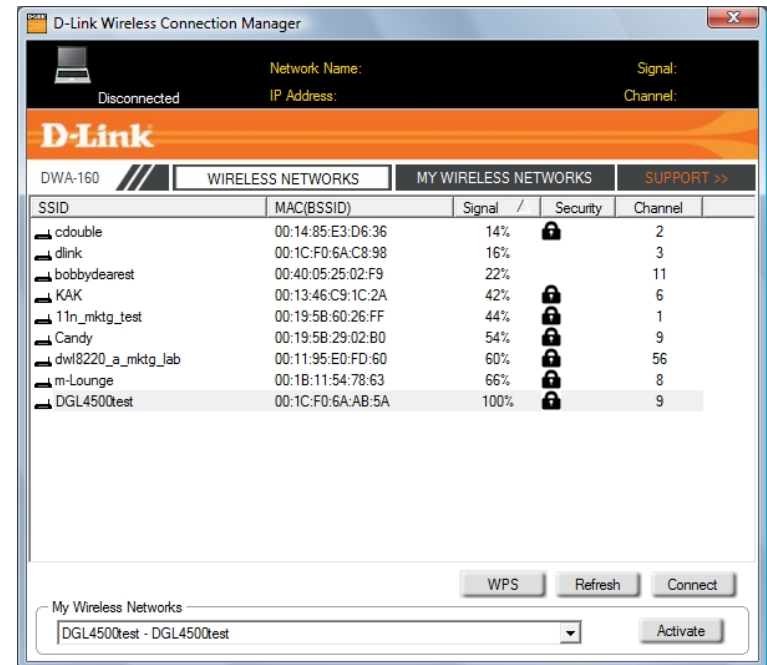 D-Link Wireless Connection Manager
Network Name: Signal:
Disconnected IP Address: Channel:
D-Link
DWA-160 WIRELESS NETWORKS MY WIRELESS NETWORKS SUPPORT >>
SSID MAC(BSSID) Signal Security Channel
cdouble 00:14:85:E3:D6:36 14% 2
dlink 00:1C:F0:6A:C8:98 16% 3
bobbydearest 00:40:05:25:02:F9 22% 11
KAK 00:13:46:C9:1C:2A 42% 6
11n_mktg_test 00:19:5B:60:26:FF 44% 1
Candy 00:19:5B:29:02:B0 54% 9
dwl8220_a_mktg_lab 00:11:95:E0:FD:60 60% 56
m-Lounge 00:1B:11:54:78:63 66% 8
DGL4500test 00:1C:F0:6A:AB:5A 100% 9
WPS Refresh Connect
My Wireless Networks
DGL4500test - DGL4500test Activate